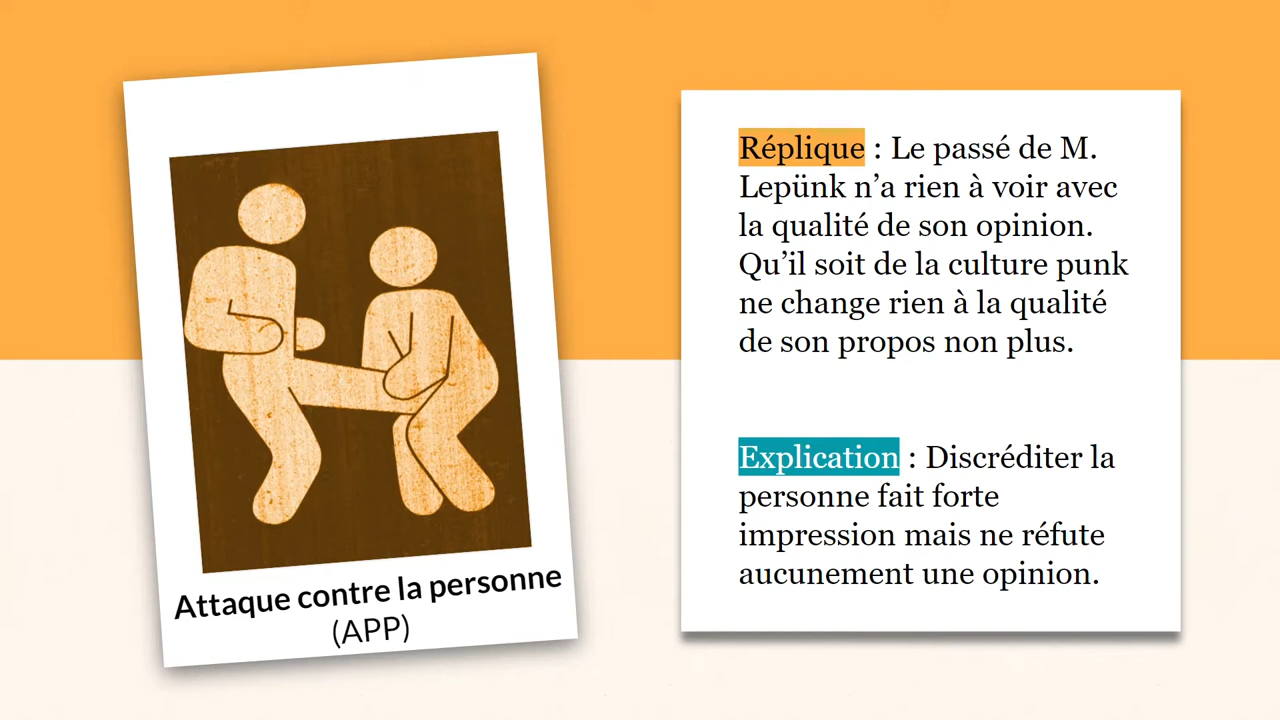 Attaque contre la personne
(APP)
Réplique : Le passé de M.
Lepünk n’a rien à voir avec
la qualité de son opinion.
Qu’il soit de la culture punk
ne change rien à la qualité
de son propos non plus.
Explication : Discréditer la
personne fait forte
impression mais ne réfute
aucunement une opinion.